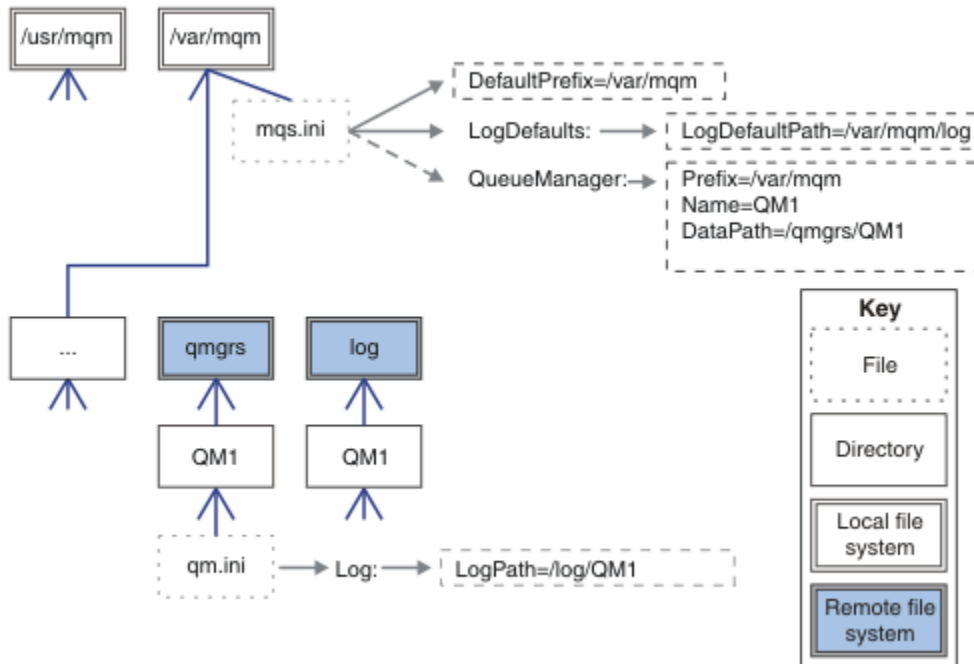 /usr/mqm
/var/mqm
DefaultPrefix=/var/mqm
mqs.ini
LogDefaults:
LogDefaultPath=/var/mqm/log
QueueManager:
Prefix=/var/mqm
Name=QM1
DataPath=/qmgrs/QM1
...
qmgrs
log
QM1
QM1
qm.ini
Log:
LogPath=/log/QM1
Key
File
Directory
Local file
system
Remote file
system